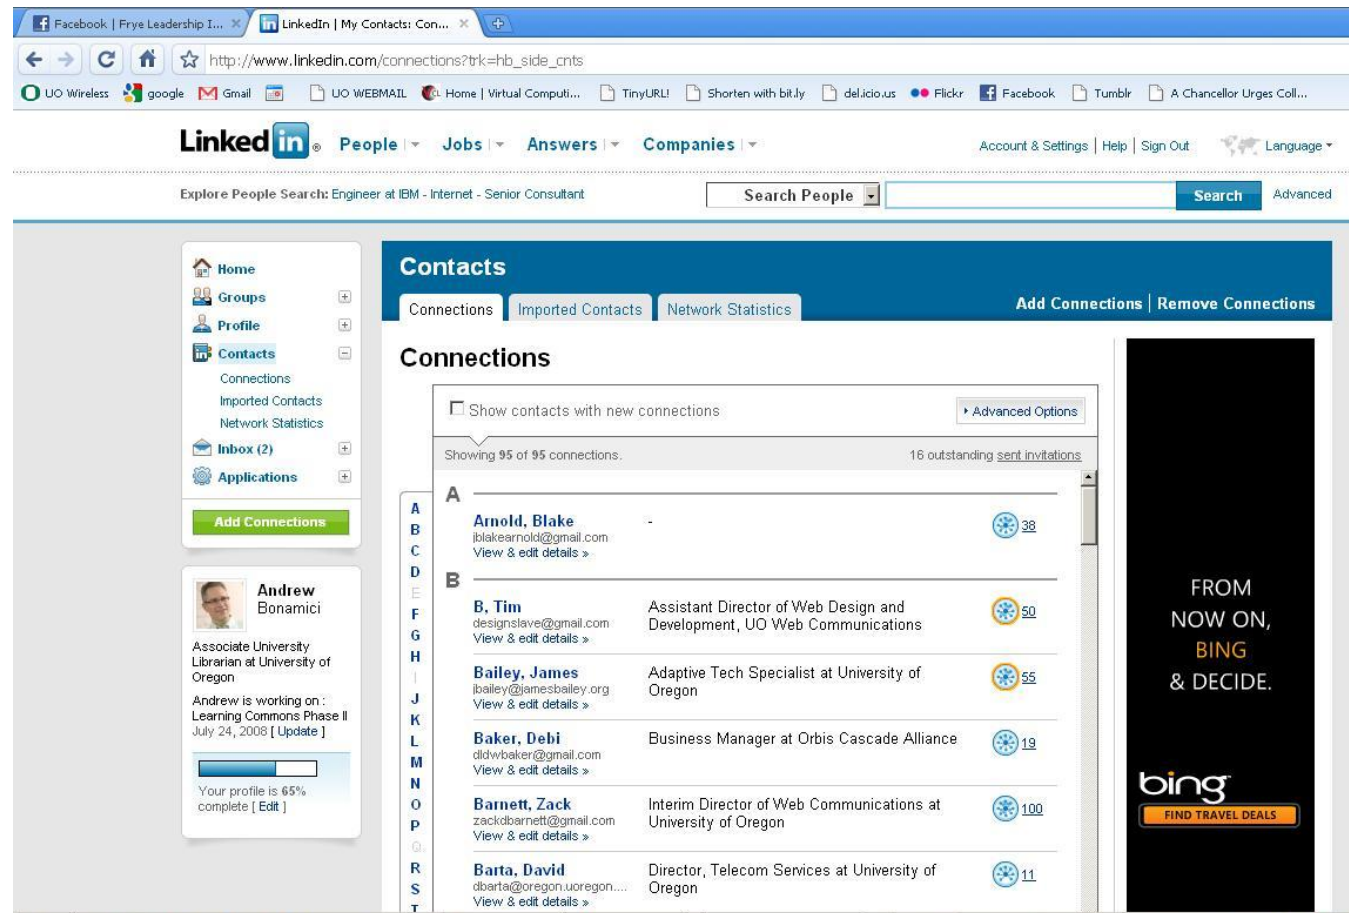 Facebook | Frye Leadership I...
LinkedIn | My Contacts: Con...
http://www.linkedin.com/connections?trk=hb_side_cnts
UO Wireless google Gmail UO WEBMAIL Home | Virtual Computi... TinyURL! Shorten with bit.ly del.icio.us Flickr Facebook Tumblr A Chancellor Urges Coll...
Linked in ® People Jobs Answers Companies
Account & Settings | Help | Sign Out Language
Explore People Search: Engineer at IBM - Internet - Senior Consultant
Search People
Search
Advanced
Home
Groups
Profile
Contacts
Connections
Imported Contacts
Network Statistics
Inbox (2)
Applications
Add Connections
Andrew
Bonamici
Associate University
Librarian at University of
Oregon
Andrew is working on :
Learning Commons Phase II
July 24, 2008 [ Update ]
Your profile is 65%
complete [ Edit ]
Contacts
Connections Imported Contacts Network Statistics
Add Connections | Remove Connections
Connections
Show contacts with new connections
Advanced Options
Showing 95 of 95 connections.
16 outstanding sent invitations
A
B
C
D
E
F
G
H
I
J
K
L
M
N
O
P
Q
R
S
T
A
Arnold, Blake - 38
jblakearnold@gmail.com
View & edit details »
B
B, Tim
designslave@gmail.com
View & edit details »
Assistant Director of Web Design and
Development, UO Web Communications
50
Bailey, James
jbailey@jamesbailey.org
View & edit details »
Adaptive Tech Specialist at University of
Oregon
55
Baker, Debi
dldwbaker@gmail.com
View & edit details »
Business Manager at Orbis Cascade Alliance
19
Barnett, Zack
zackdbarnett@gmail.com
View & edit details »
Interim Director of Web Communications at
University of Oregon
100
Barta, David
dbarta@oregon.uoregon....
View & edit details »
Director, Telecom Services at University of
Oregon
11
FROM
NOW ON,
BING
& DECIDE.
bing
FIND TRAVEL DEALS